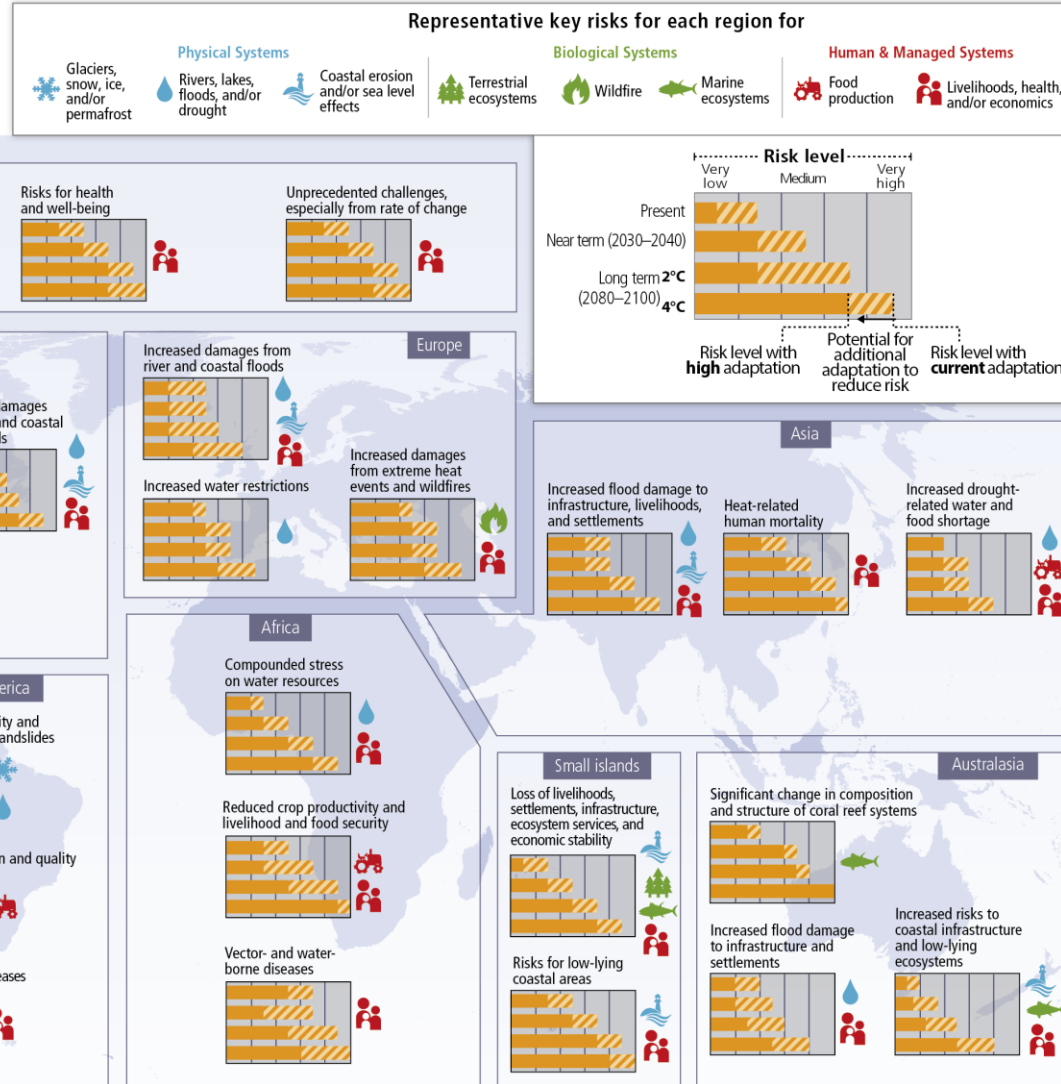 Representative key risks for each region for
Physical Systems
Glaciers,
snow, ice,
and/or
permafrost
Rivers, lakes,
floods, and/or
drought
Coastal erosion
and/or sea level
effects
Biological Systems
Terrestrial
ecosystems
Wildfire
Marine
ecosystems
Human & Managed Systems
Food
production
Livelihoods, health,
and/or economics
Risk level
Very
low
Medium
Very
high
Present
Near term (2030–2040)
Long term 2°C
(2080–2100) 4°C
Risk level with
high adaptation
Potential for
additional
adaptation to
reduce risk
Risk level with
current adaptation
Risks for health
and well-being
Unprecedented challenges,
especially from rate of change
and coastal
Europe
Increased damages from
river and coastal floods
Increased water restrictions
Increased damages
from extreme heat
events and wildfires
Asia
Increased flood damage to
infrastructure, livelihoods,
and settlements
Heat-related
human mortality
Increased drought-
related water and
food shortage
Africa
Compounded stress
on water resources
Reduced crop productivity and
livelihood and food security
Vector- and water-
borne diseases
and
and quality
Small islands
Loss of livelihoods,
settlements, infrastructure,
ecosystem services, and
economic stability
Risks for low-lying
coastal areas
Australasia
Significant change in composition
and structure of coral reef systems
Increased flood damage
to infrastructure and
settlements
Increased risks to
coastal infrastructure
and low-lying
ecosystems